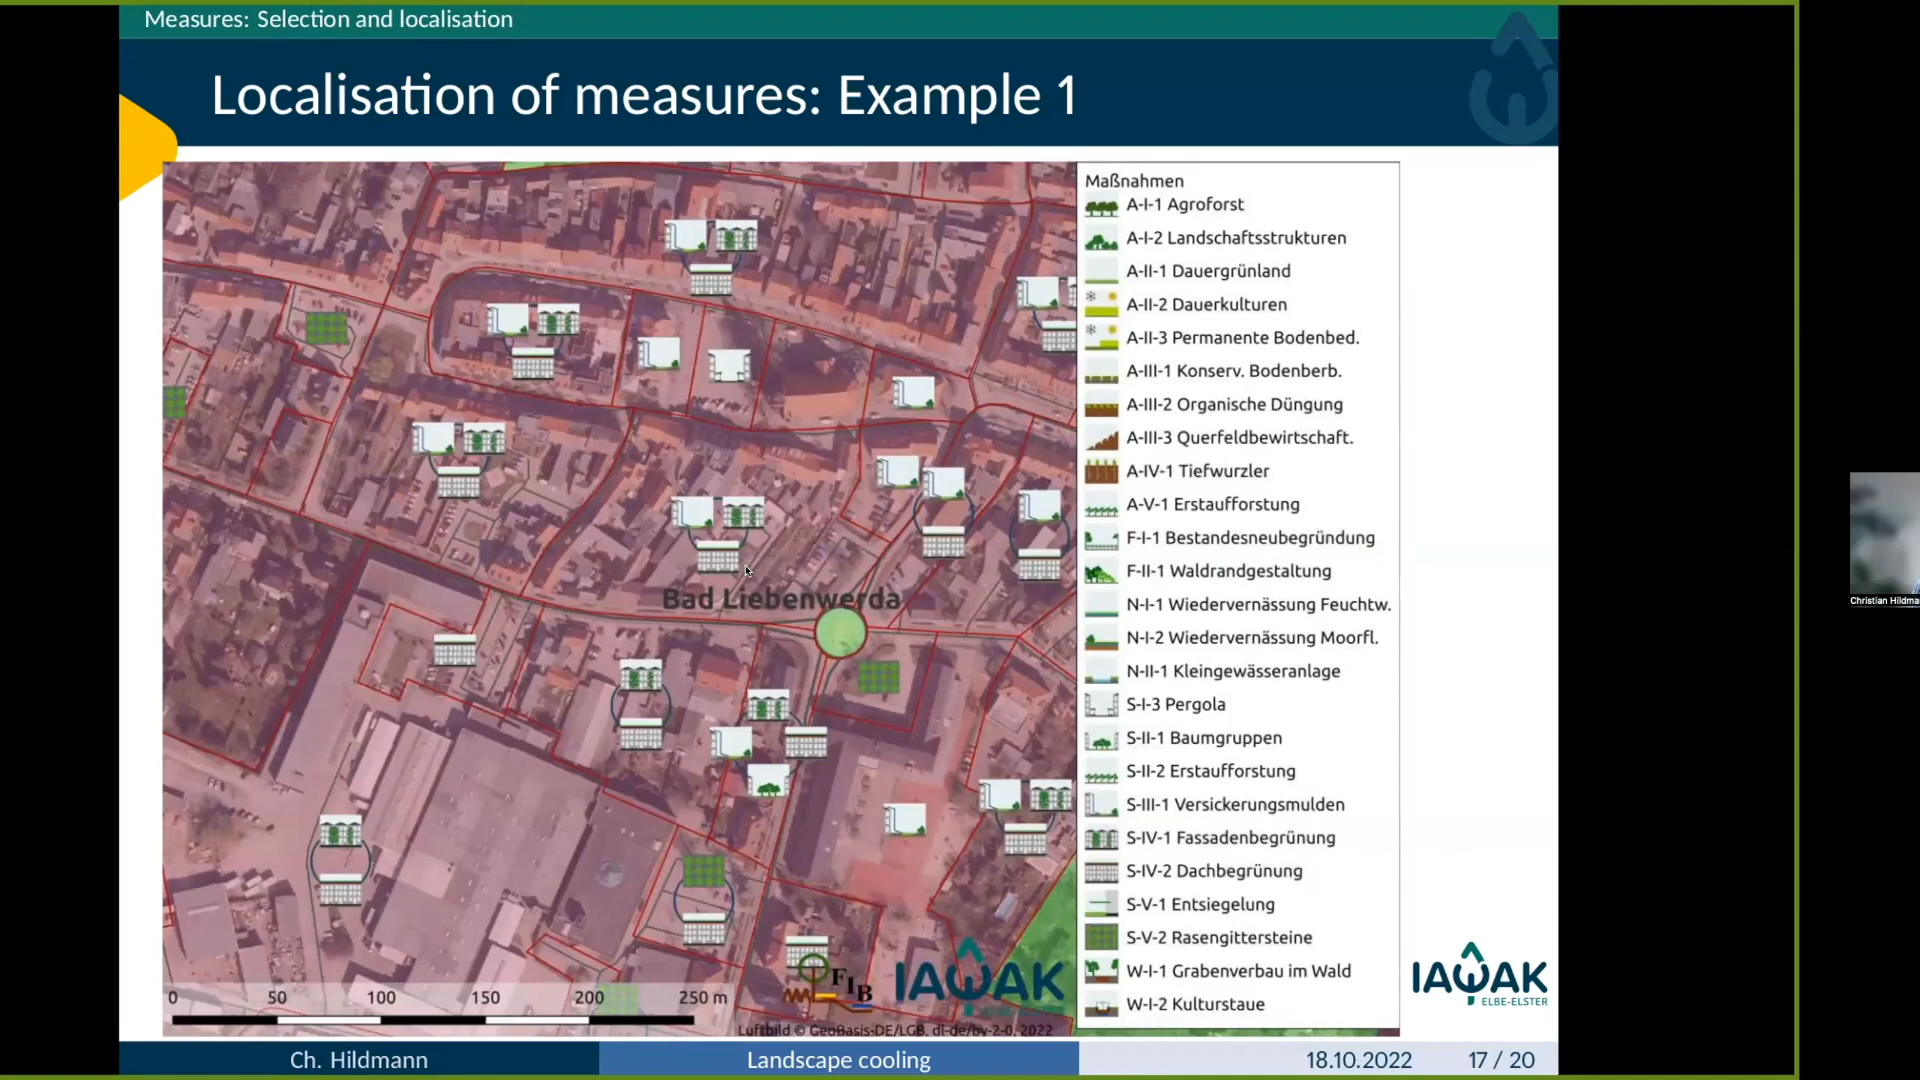 Measures: Selection and localisation
Localisation of measures: Example 1
Maßnahmen
A-I-1 Agroforst
A-I-2 Landschaftsstrukturen
A-II-1 Dauergrünland
A-II-2 Dauerkulturen
A-II-3 Permanente Bodenbed.
A-III-1 Konserv. Bodenberb.
A-III-2 Organische Düngung
A-III-3 Querfeldbewirtschaft.
A-IV-1 Tiefwurzler
A-V-1 Erstaufforstung
F-I-1 Bestandesneubegründung
F-II-1 Waldrandgestaltung
N-I-1 Wiedervernässung Feuchtw.
N-I-2 Wiedervernässung Moorfl.
N-II-1 Kleingewässeranlage
S-I-3 Pergola
S-II-1 Baumgruppen
S-II-2 Erstaufforstung
S-III-1 Versickerungsmulden
S-IV-1 Fassadenbegrünung
S-IV-2 Dachbegrünung
S-V-1 Entsiegelung
S-V-2 Rasengittersteine
W-I-1 Grabenverbau im Wald
W-I-2 Kulturstaue
Bad Liebenwerda
0 50 100 150 200 250 m
FIB
IAWAK
Luftbild © GeoBasis-DE/LGB, dl-de/by-2-0, 2022
IAWAK
ELBE-ELSTER
Christian Hildma
Ch. Hildmann
Landscape cooling
18.10.2022
17 / 20